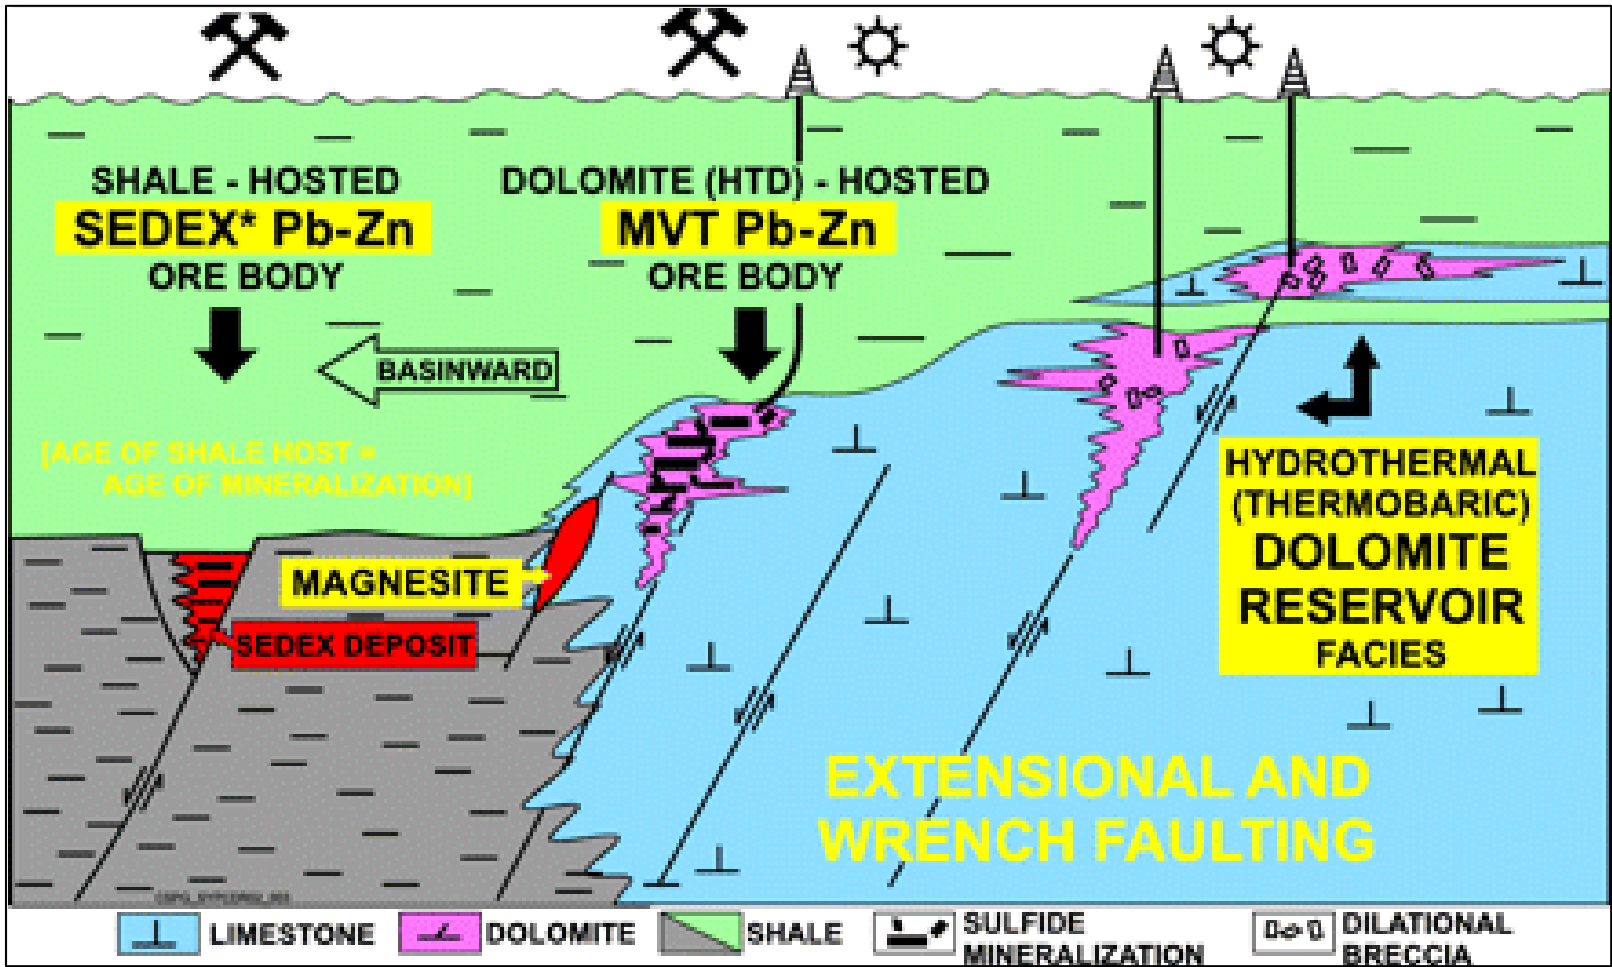 SHALE - HOSTED
SEDEX* Pb-Zn
ORE BODY
DOLOMITE (HTD) - HOSTED
MVT Pb-Zn
ORE BODY
BASINWARD
[AGE OF SHALE HOST =
AGE OF MINERALIZATION]
MAGNESITE
SEDEX DEPOSIT
HYDROTHERMAL
(THERMOBARIC)
DOLOMITE
RESERVOIR
FACIES
EXTENSIONAL AND
WRENCH FAULTING
LIMESTONE
DOLOMITE
SHALE
SULFIDE
MINERALIZATION
DILATIONAL
BRECCIA